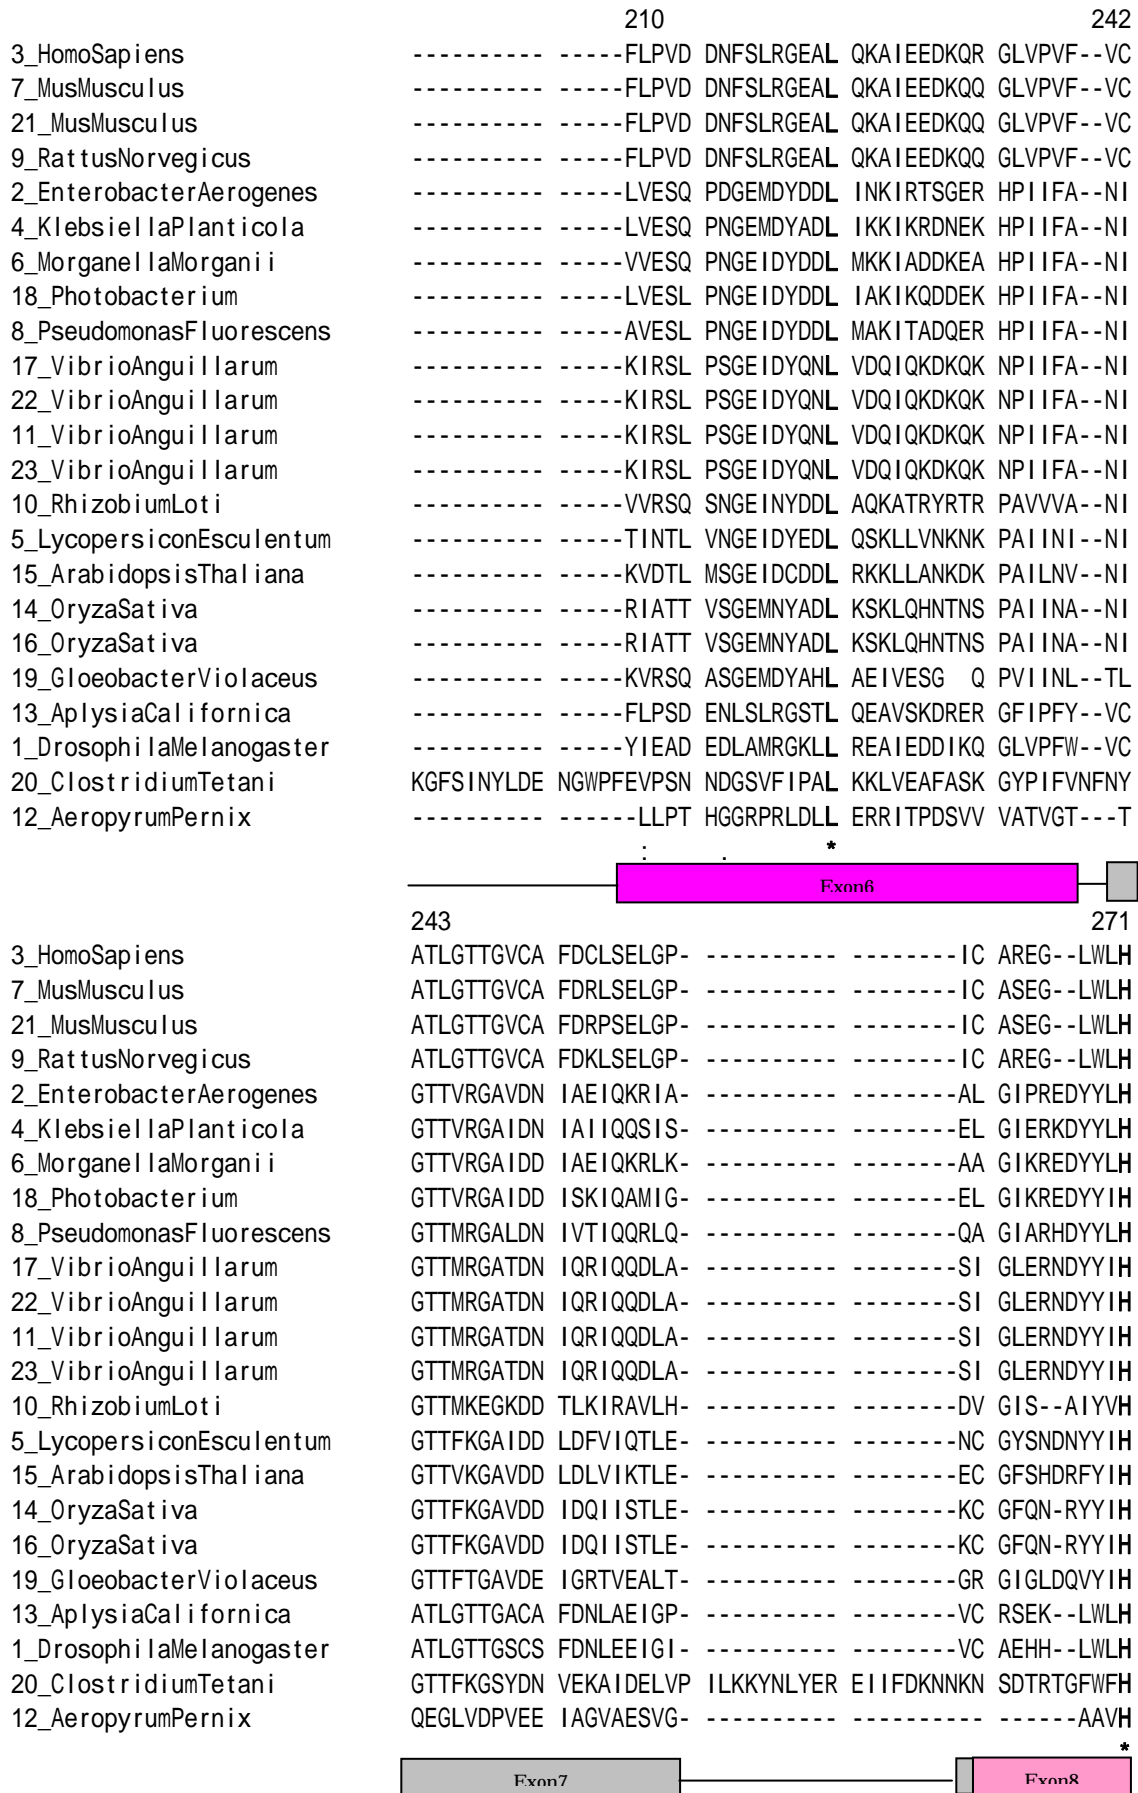 210 242
3_HomoSapiens ---------- -----FLPVD DNFSLRGEAL QKAIEEDKQR GLVPVF--VC
7_MusMusculus ---------- -----FLPVD DNFSLRGEAL QKAIEEDKQQ GLVPVF--VC
21_MusMusculus ---------- -----FLPVD DNFSLRGEAL QKAIEEDKQQ GLVPVF--VC
9_RattusNorvegicus ---------- -----FLPVD DNFSLRGEAL QKAIEEDKQQ GLVPVF--VC
2_EnterobacterAerogenes ---------- -----LVESQ PDGEMDYDDL INKIRTSGER HPIIFA--NI
4_KlebsiellaPlanticola ---------- -----LVESQ PNGEMDYADL IKKIKRDNEK HPIIFA--NI
6_MorganellaMorganii ---------- -----VVESQ PNGEIDYDDL MKKIADDKEA HPIIFA--NI
18_Photobacterium ---------- -----LVESL PNGEIDYDDL IAKIKQDDEK HPIIFA--NI
8_PseudomonasFluorescens ---------- -----AVESL PNGEIDYDDL MAKITADQER HPIIFA--NI
17_VibrioAnguillarum ---------- -----KIRSL PSGEIDYQNL VDQIQKDKQK NPIIFA--NI
22_VibrioAnguillarum ---------- -----KIRSL PSGEIDYQNL VDQIQKDKQK NPIIFA--NI
11_VibrioAnguillarum ---------- -----KIRSL PSGEIDYQNL VDQIQKDKQK NPIIFA--NI
23_VibrioAnguillarum ---------- -----KIRSL PSGEIDYQNL VDQIQKDKQK NPIIFA--NI
10_RhizobiumLoti ---------- -----VVRSQ SNGEINYDDL AQKATRYRTR PAVVVA--NI
5_LycopersiconEsculentum ---------- -----TINTL VNGEIDYEDL QSKLLVNKNK PAIINI--NI
15_ArabidopsisThaliana ---------- -----KVDTL MSGEIDCDDL RKKLLANKDK PAILNV--NI
14_OryzaSativa ---------- -----RIATT VSGEMNYADL KSKLQHNTNS PAIINA--NI
16_OryzaSativa ---------- -----RIATT VSGEMNYADL KSKLQHNTNS PAIINA--NI
19_GloeobacterViolaceus ---------- -----KVRSQ ASGEMDYAHL AEIVESG Q PVIINL--TL
13_AplysiaCalifornica ---------- -----FLPSD ENLSLRGSTL QEAVSKDRER GFIPFY--VC
1_DrosophilaMelanogaster ---------- -----YIEAD EDLAMRGKLL REAIEDDIKQ GLVPFW--VC
20_ClostridiumTetani KGFSINYLDE NGWPFEVPSN NDGSVFIPAL KKLVEAFASK GYPIFVNFNY
12_AeropyrumPernix ---------- ------LLPT HGGRPRLDLL ERRITPDSVV VATVGT---T
: . *
Exon6
243 271
3_HomoSapiens ATLGTTGVCA FDCLSELGP- ---------- --------IC AREG--LWLH
7_MusMusculus ATLGTTGVCA FDRLSELGP- ---------- --------IC ASEG--LWLH
21_MusMusculus ATLGTTGVCA FDRPSELGP- ---------- --------IC ASEG--LWLH
9_RattusNorvegicus ATLGTTGVCA FDKLSELGP- ---------- --------IC AREG--LWLH
2_EnterobacterAerogenes GTTVRGAVDN IAEIQKRIA- ---------- --------AL GIPREDYYLH
4_KlebsiellaPlanticola GTTVRGAIDN IAIIQQSIS- ---------- --------EL GIERKDYYLH
6_MorganellaMorganii GTTVRGAIDD IAEIQKRLK- ---------- --------AA GIKREDYYLH
18_Photobacterium GTTVRGAIDD ISKIQAMIG- ---------- --------EL GIKREDYYIH
8_PseudomonasFluorescens GTTMRGALDN IVTIQQRLQ- ---------- --------QA GIARHDYYLH
17_VibrioAnguillarum GTTMRGATDN IQRIQQDLA- ---------- --------SI GLERNDYYIH
22_VibrioAnguillarum GTTMRGATDN IQRIQQDLA- ---------- --------SI GLERNDYYIH
11_VibrioAnguillarum GTTMRGATDN IQRIQQDLA- ---------- --------SI GLERNDYYIH
23_VibrioAnguillarum GTTMRGATDN IQRIQQDLA- ---------- --------SI GLERNDYYIH
10_RhizobiumLoti GTTMKEGKDD TLKIRAVLH- ---------- --------DV GIS--AIYVH
5_LycopersiconEsculentum GTTFKGAIDD LDFVIQTLE- ---------- --------NC GYSNDNYYIH
15_ArabidopsisThaliana GTTVKGAVDD LDLVIKTLE- ---------- --------EC GFSHDRFYIH
14_OryzaSativa GTTFKGAVDD IDQIISTLE- ---------- --------KC GFQN-RYYIH
16_OryzaSativa GTTFKGAVDD IDQIISTLE- ---------- --------KC GFQN-RYYIH
19_GloeobacterViolaceus GTTFTGAVDE IGRTVEALT- ---------- --------GR GIGLDQVYIH
13_AplysiaCalifornica ATLGTTGACA FDNLAEIGP- ---------- --------VC RSEK--LWLH
1_DrosophilaMelanogaster ATLGTTGSCS FDNLEEIGI- ---------- --------VC AEHH--LWLH
20_ClostridiumTetani GTTFKGSYDN VEKAIDELVP ILKKYNLYER EIIFDKNNKN SDTRTGFWFH
12_AeropyrumPernix QEGLVDPVEE IAGVAESVG- ---------- ---------- ------AAVH
*
Exon7 Exon8